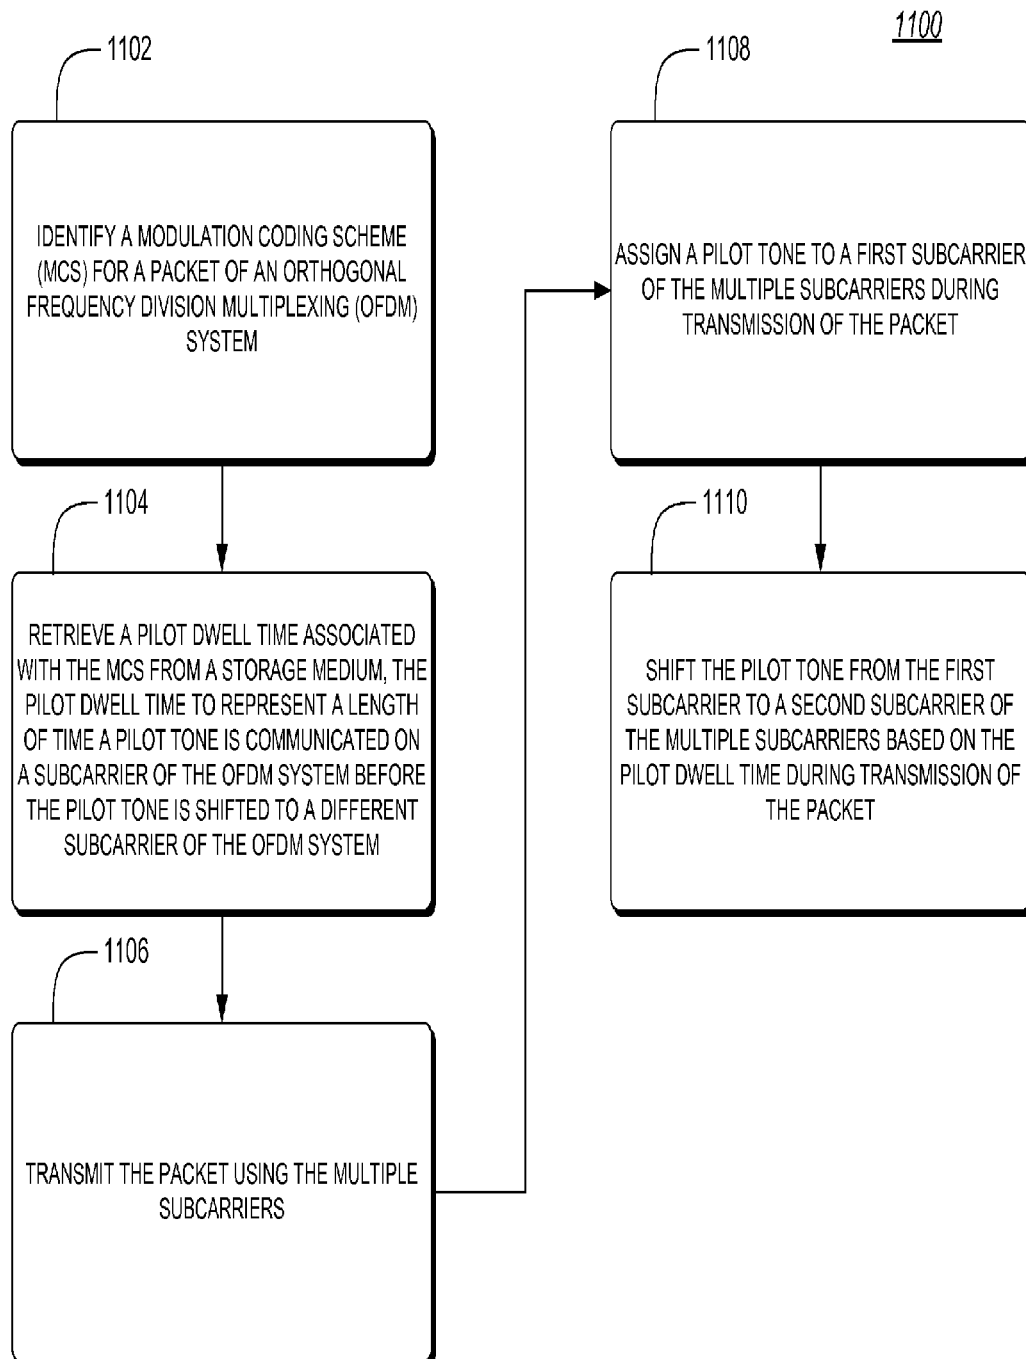 1100
1102
IDENTIFY A MODULATION CODING SCHEME
(MCS) FOR A PACKET OF AN ORTHOGONAL
FREQUENCY DIVISION MULTIPLEXING (OFDM)
SYSTEM
1104
RETRIEVE A PILOT DWELL TIME ASSOCIATED
WITH THE MCS FROM A STORAGE MEDIUM, THE
PILOT DWELL TIME TO REPRESENT A LENGTH
OF TIME A PILOT TONE IS COMMUNICATED ON
A SUBCARRIER OF THE OFDM SYSTEM BEFORE
THE PILOT TONE IS SHIFTED TO A DIFFERENT
SUBCARRIER OF THE OFDM SYSTEM
1106
TRANSMIT THE PACKET USING THE MULTIPLE
SUBCARRIERS
1108
ASSIGN A PILOT TONE TO A FIRST SUBCARRIER
OF THE MULTIPLE SUBCARRIERS DURING
TRANSMISSION OF THE PACKET
1110
SHIFT THE PILOT TONE FROM THE FIRST
SUBCARRIER TO A SECOND SUBCARRIER OF
THE MULTIPLE SUBCARRIERS BASED ON THE
PILOT DWELL TIME DURING TRANSMISSION OF
THE PACKET